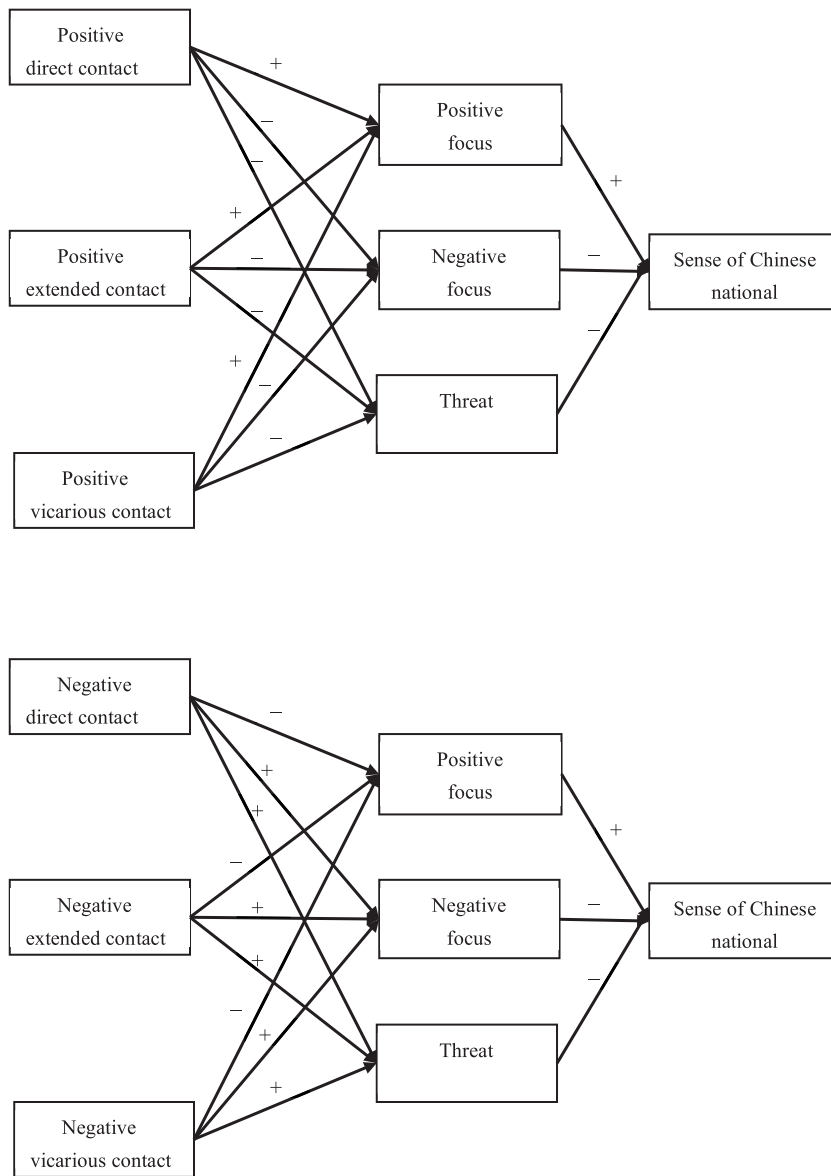 Positive
direct contact
+
Positive
focus
–
–
+
+
Positive
extended contact
–
Negative
focus
–
Sense of Chinese
national
–
–
+
–
Threat
–
Positive
vicarious contact
Negative
direct contact
–
Positive
focus
+
+
+
–
Negative
extended contact
+
Negative
focus
–
Sense of Chinese
national
+
–
–
+
Threat
+
Negative
vicarious contact